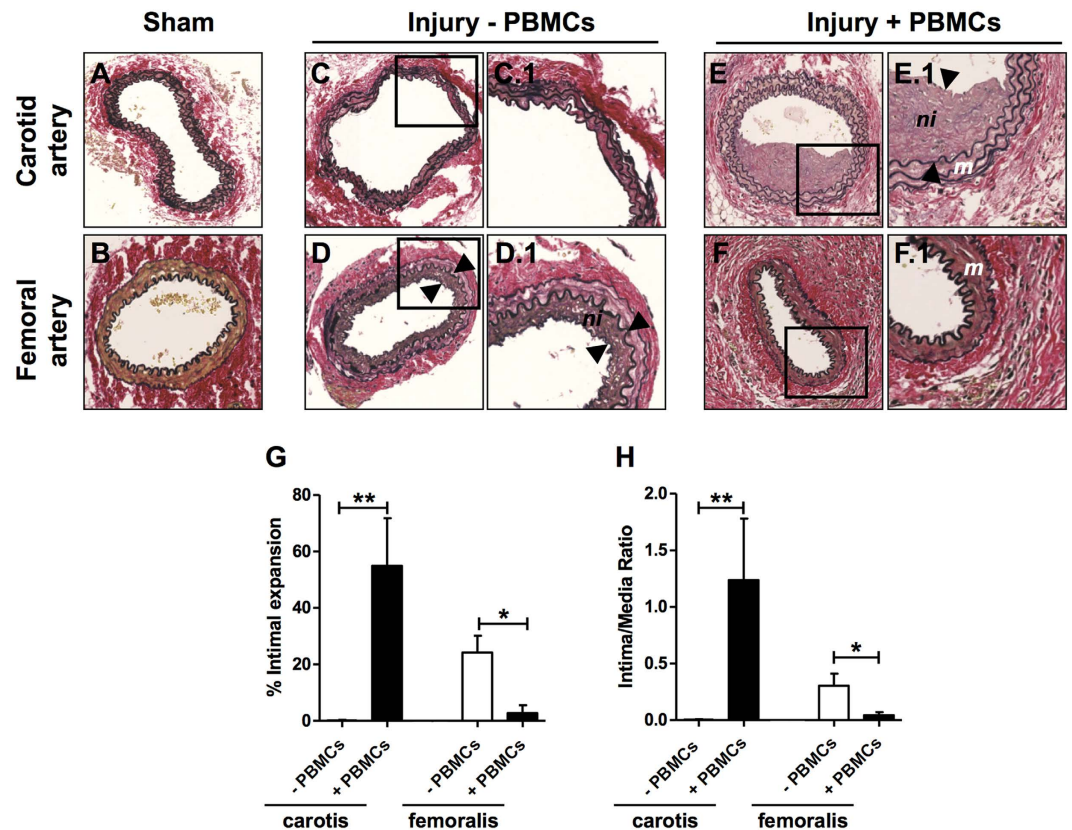 Sham
Injury - PBMCs
Injury + PBMCs
Carotid artery
A
C
C.1
E
E.1
ni
m
Femoral artery
B
D
D.1
ni
F
F.1
m
G
% Intimal expansion
80
60
40
20
0
**
*
- PBMCs
+ PBMCs
- PBMCs
+ PBMCs
carotis
femoralis
H
Intima/Media Ratio
2.0
1.5
1.0
0.5
0.0
**
*
- PBMCs
+ PBMCs
- PBMCs
+ PBMCs
carotis
femoralis